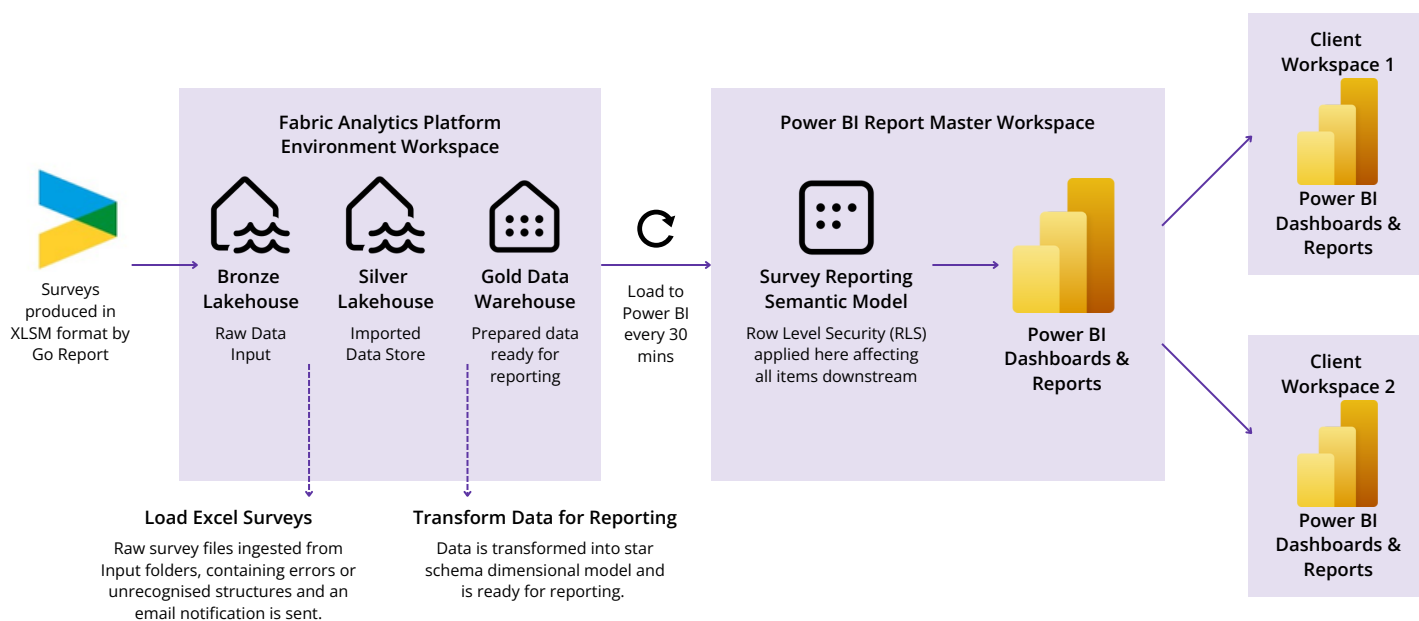 Surveys
produced in
XLSM format by
Go Report
Fabric Analytics Platform
Environment Workspace
Bronze
Lakehouse
Raw Data
Input
Silver
Lakehouse
Imported
Data Store
Gold Data
Warehouse
Prepared data
ready for
reporting
Load Excel Surveys
Raw survey files ingested from
Input folders, containing errors or
unrecognised structures and an
email notification is sent.
Transform Data for Reporting
Data is transformed into star
schema dimensional model and
is ready for reporting.
Load to
Power BI
every 30
mins
Power BI Report Master Workspace
Survey Reporting
Semantic Model
Row Level Security (RLS)
applied here affecting
all items downstream
Power BI
Dashboards &
Reports
Client
Workspace 1
Power BI
Dashboards &
Reports
Client
Workspace 2
Power BI
Dashboards &
Reports